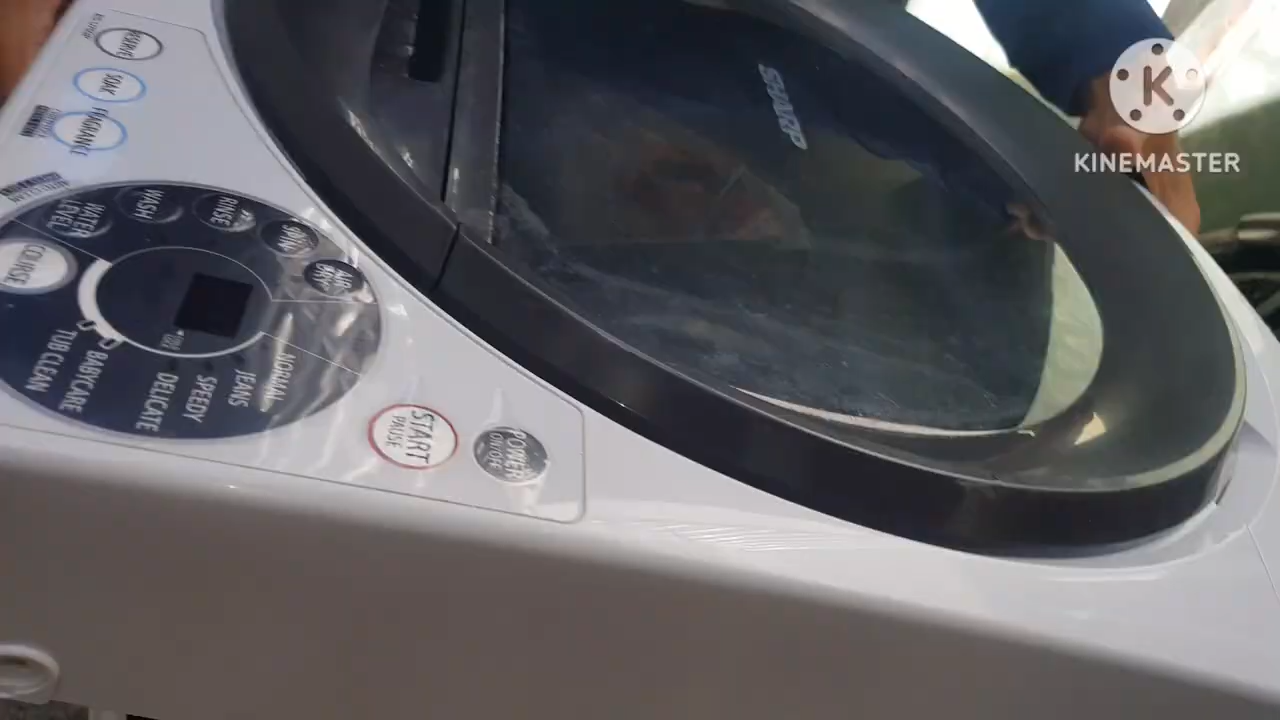 RESERVE
SOAK
FRAGRANCE
WATER
LEVEL
WASH
RINSE
SPIN
AIR
DRY
COURSE
TUB CLEAN
BABYCARE
DELICATE
SPEEDY
JEANS
NORMAL
START
PAUSE
POWER
ON/OFF
SHARP
K
KINEMASTER